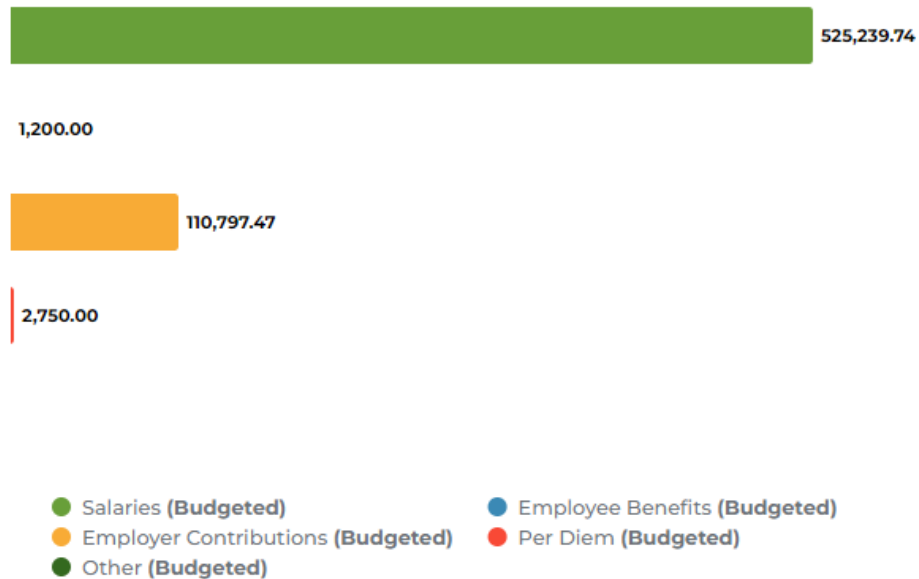 525,239.74
1,200.00
110,797.47
2,750.00
Salaries (Budgeted)
Employee Benefits (Budgeted)
Employer Contributions (Budgeted)
Per Diem (Budgeted)
Other (Budgeted)